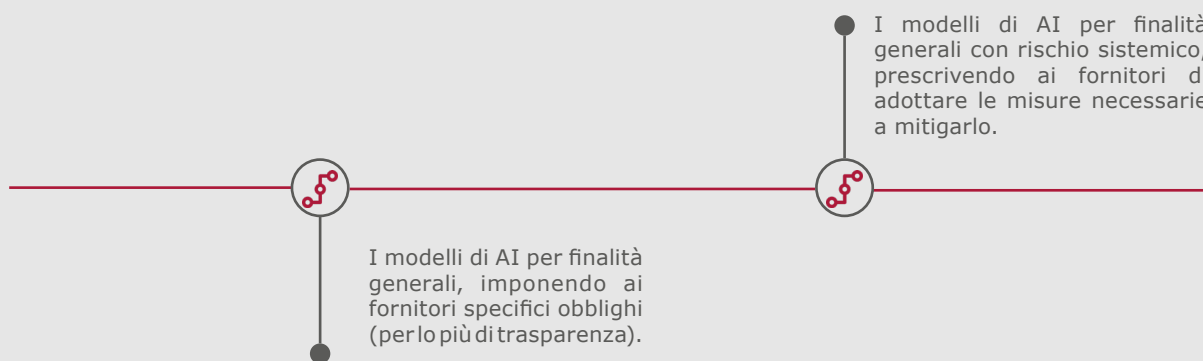 I modelli di AI per finalità
generali con rischio sistemico,
prescrivendo ai fornitori di
adottare le misure necessarie
a mitigarlo.
I modelli di AI per finalità
generali, imponendo ai
fornitori specifici obblighi
(per lo più di trasparenza).